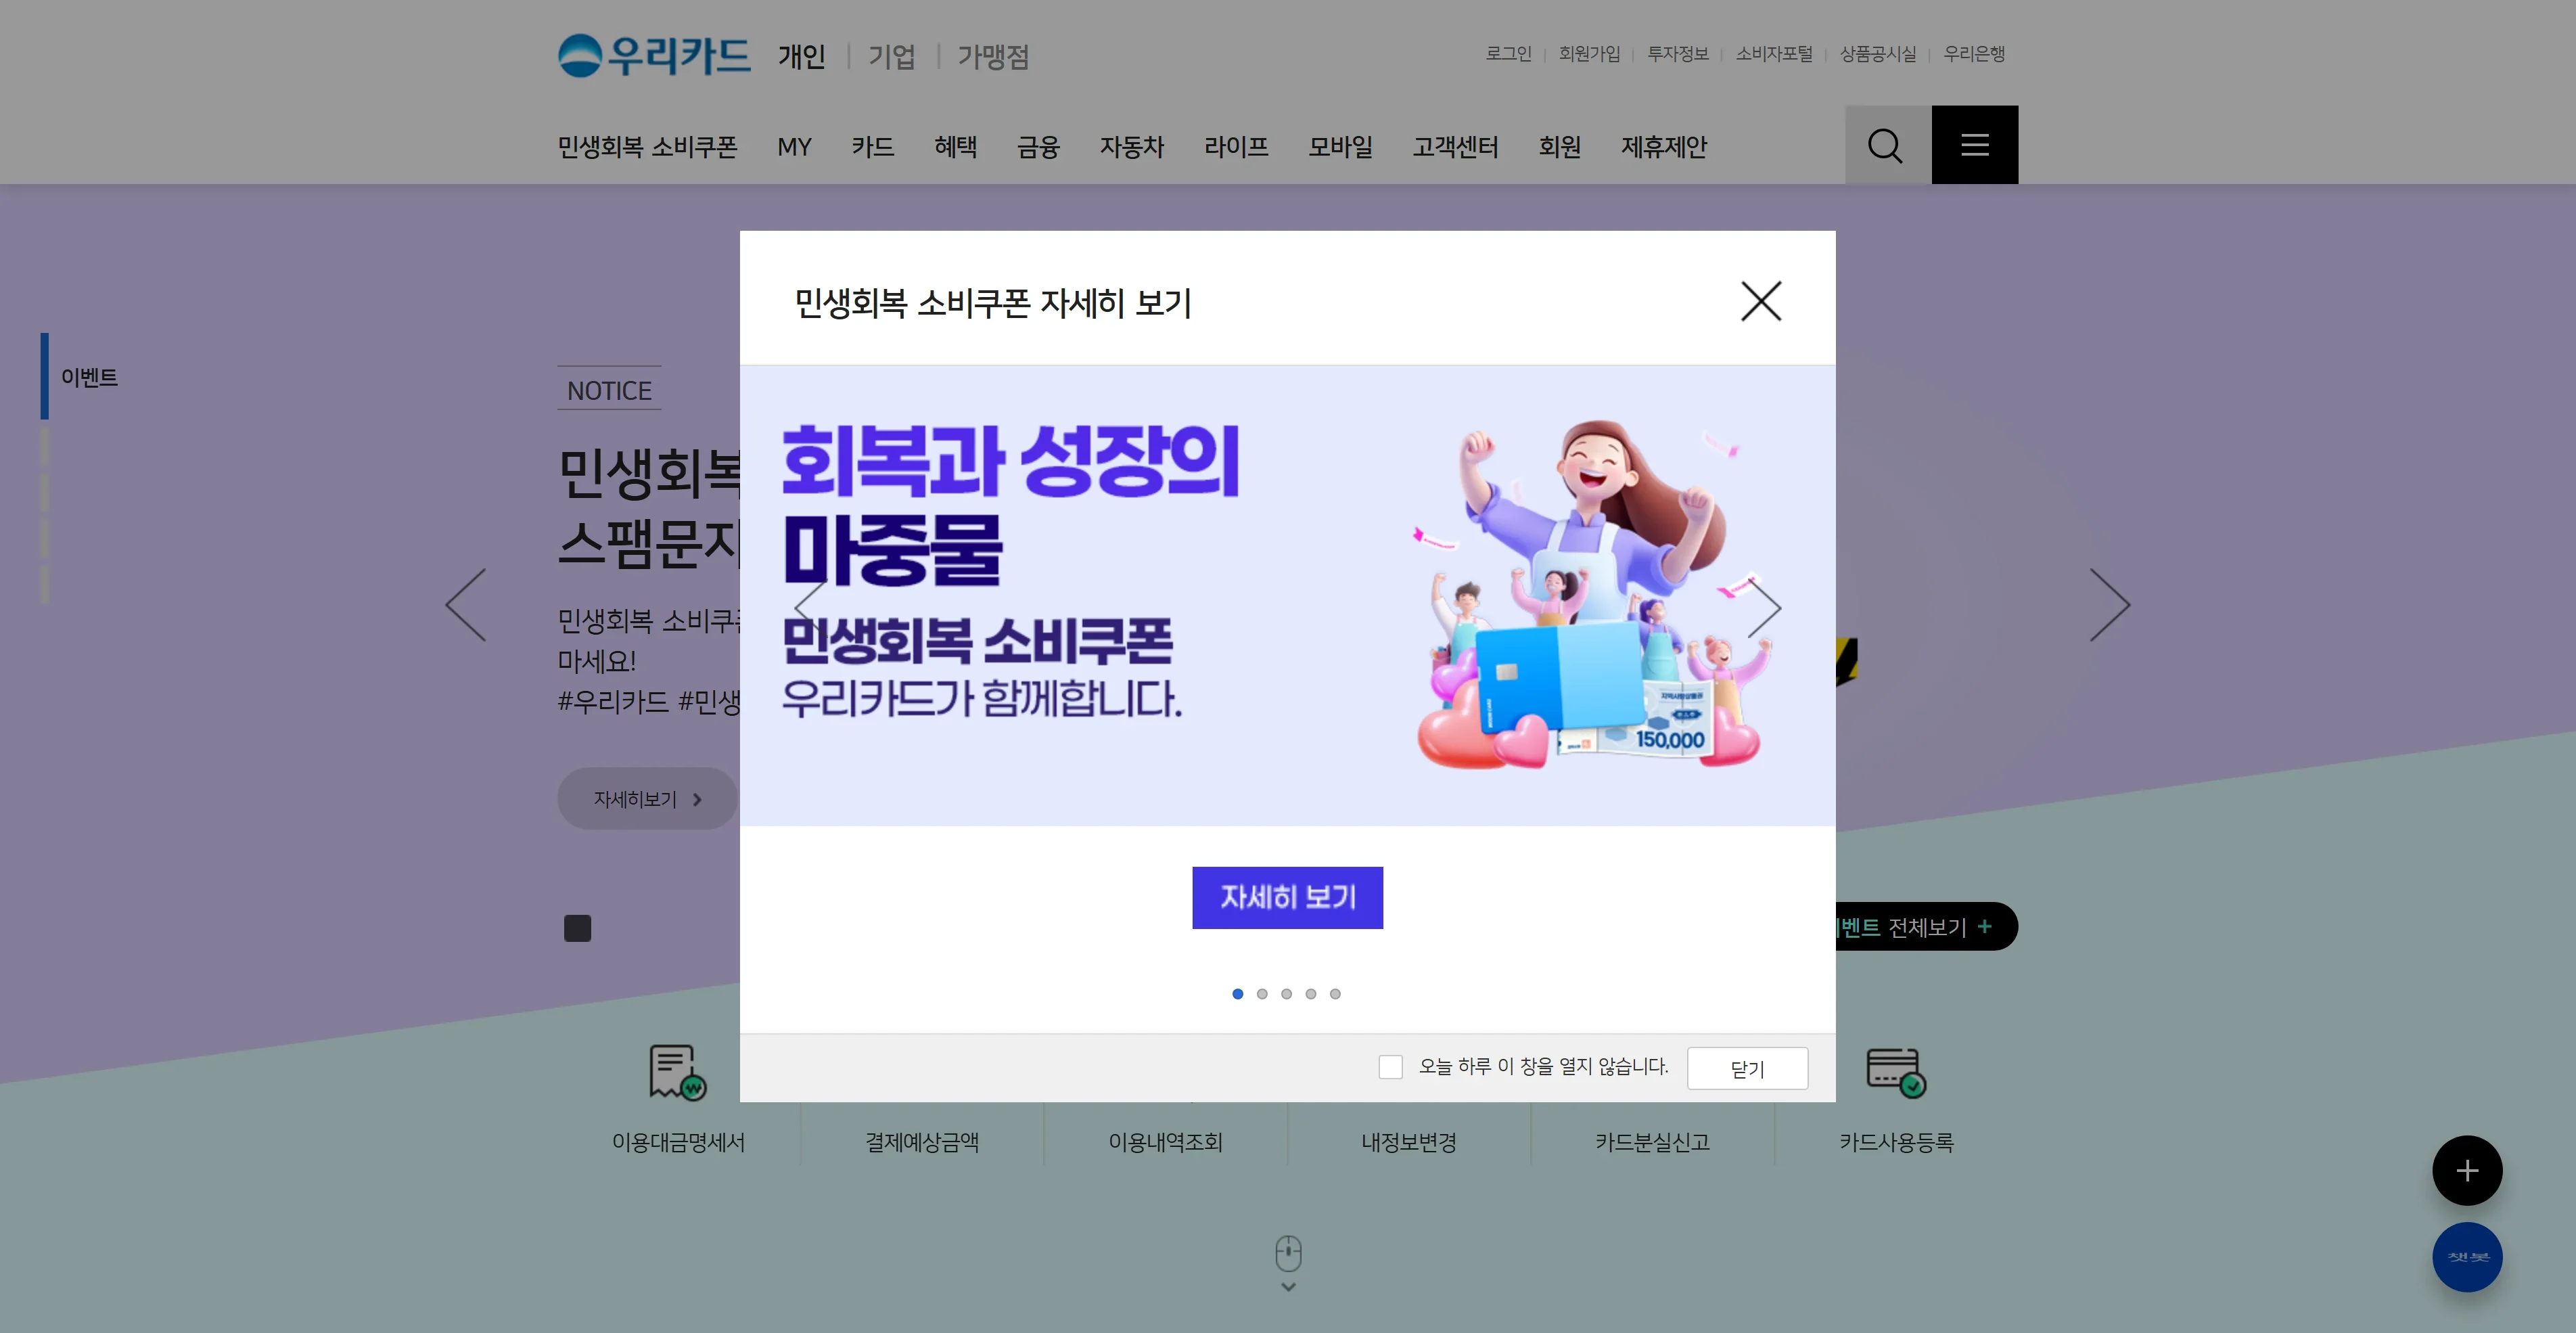 우리카드 개인 기업 가맹점
로그인 회원가입 투자정보 소비자포털 상품공시실 우리은행
민생회복 소비쿠폰 MY 카드 혜택 금융 자동차 라이프 모바일 고객센터 회원 제휴제안
이벤트
NOTICE
민생회복
스팸문자
민생회복 소비쿠폰
마세요!
#우리카드 #민생
자세히보기
민생회복 소비쿠폰 자세히 보기
회복과 성장의
마중물
민생회복 소비쿠폰
우리카드가 함께합니다.
150,000
자세히 보기
오늘 하루 이 창을 열지 않습니다.
닫기
벤트 전체보기 +
이용대금명세서
결제예상금액
이용내역조회
내정보변경
카드분실신고
카드사용등록
챗봇